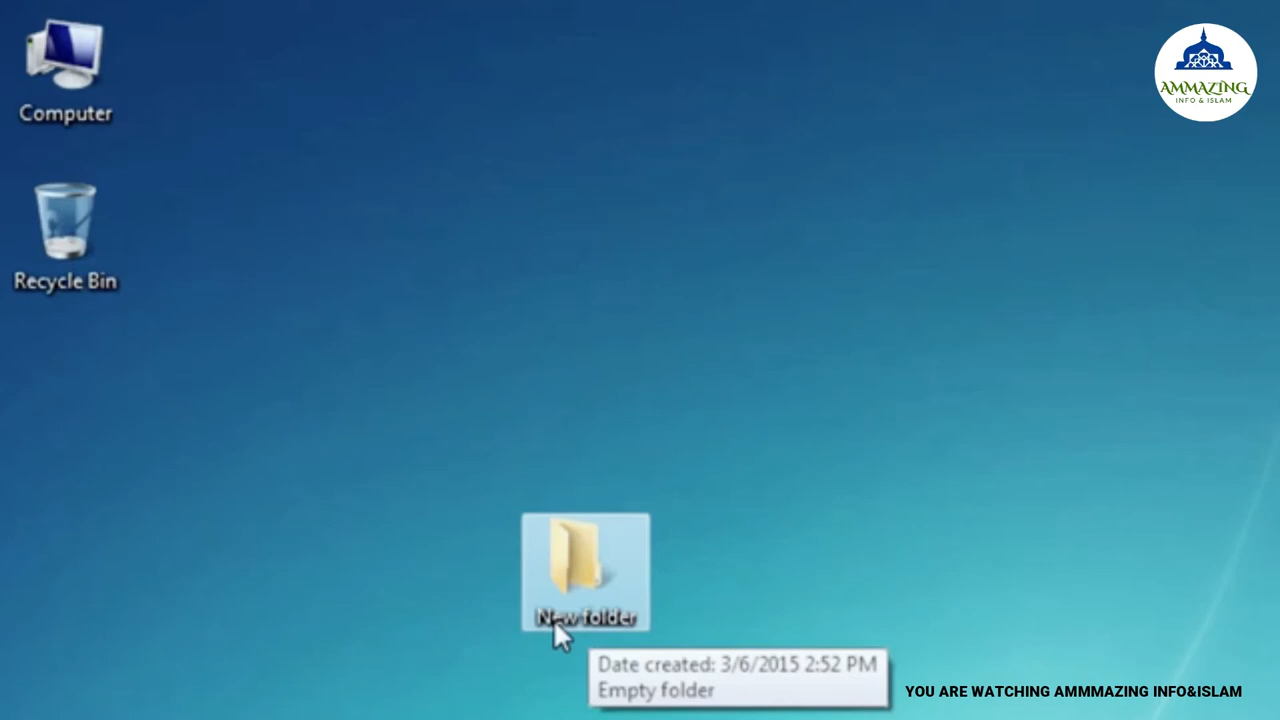 Computer
AMMAZING
INFO & ISLAM
Recycle Bin
New folder
Date created: 3/6/2015 2:52 PM
Empty folder
YOU ARE WATCHING AMMMAZING INFO&ISLAM